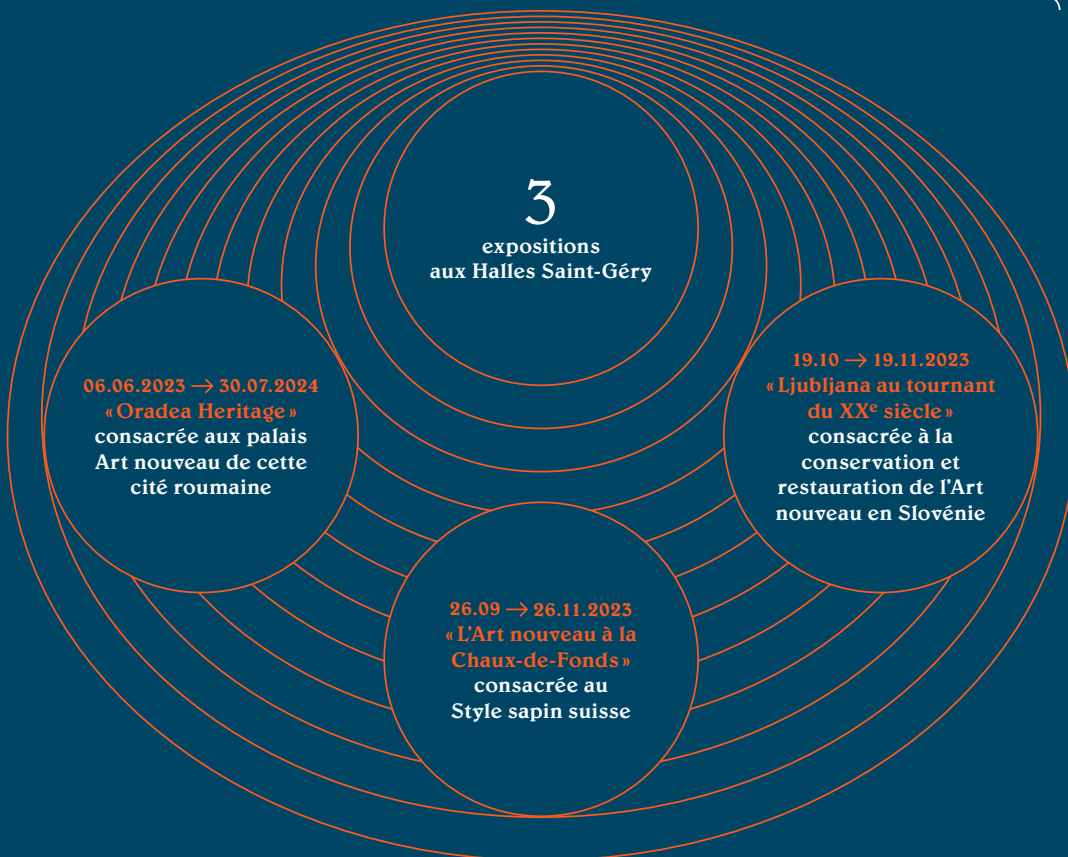 3
expositions
aux Halles Saint-Géry
06.06.2023 → 30.07.2024
« Oradea Heritage »
consacrée aux palais
Art nouveau de cette
cité roumaine
26.09 → 26.11.2023
« L'Art nouveau à la
Chaux-de-Fonds »
consacrée au
Style sapin suisse
19.10 → 19.11.2023
« Ljubljana au tournant
du XXe siècle »
consacrée à la
conservation et
restauration de l'Art
nouveau en Slovénie